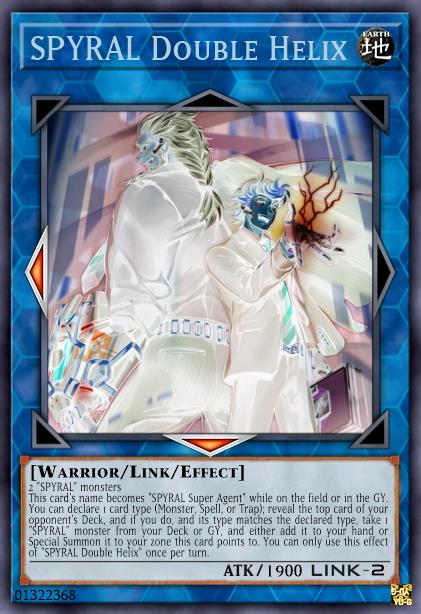 SPYRAL Double Helix
EARTH
地
[Warrior/Link/Effect]
2 "SPYRAL" monsters
This card's name becomes "SPYRAL Super Agent" while on the field or in the GY.
You can declare 1 card type (Monster, Spell, or Trap); reveal the top card of your
opponent's Deck, and if you do, and its type matches the declared type, take 1
"SPYRAL" monster from your Deck or GY, and either add it to your hand or
Special Summon it to your zone this card points to. You can only use this effect
of "SPYRAL Double Helix" once per turn.
ATK/1900 LINK-2
01322368